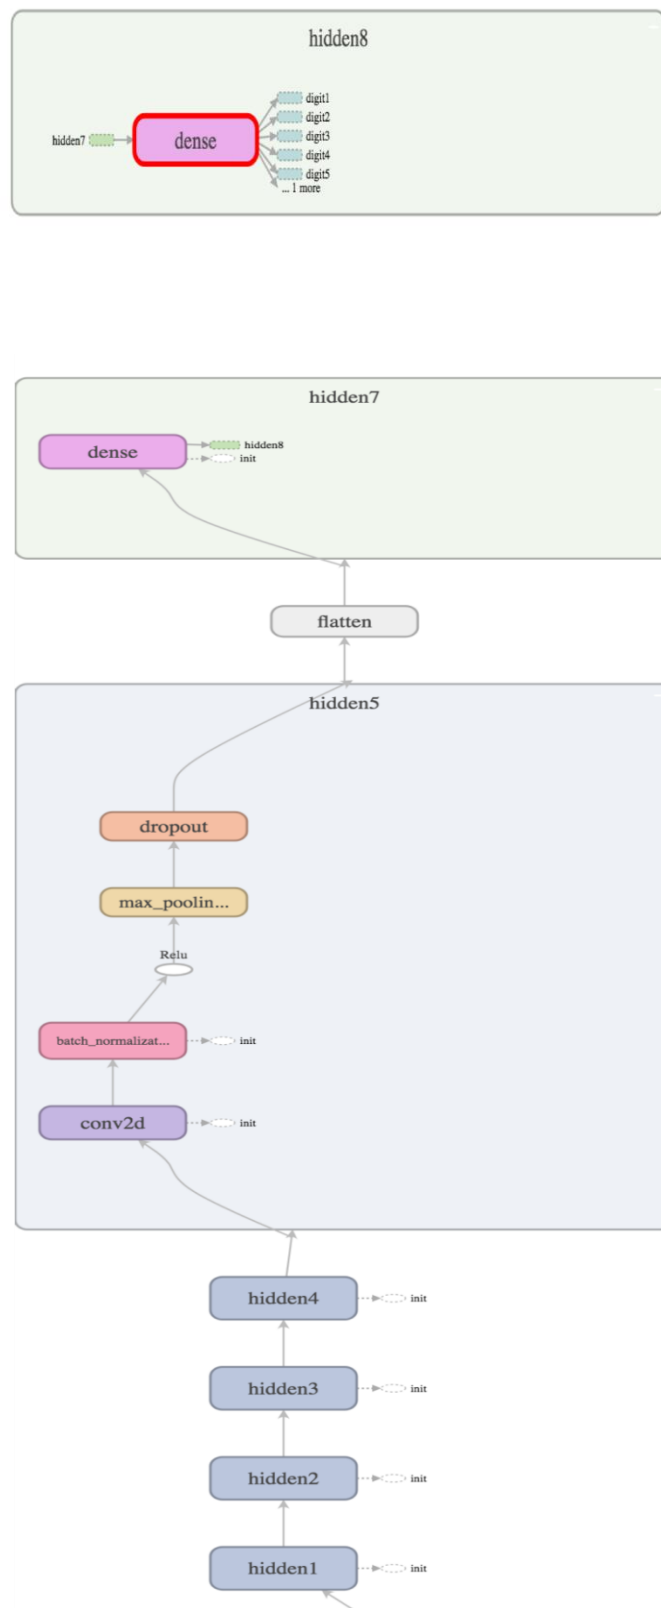 hidden8
digit1
digit2
hidden7
dense
digit3
digit4
digit5
... 1 more
hidden7
dense
hidden8
init
flatten
hidden5
dropout
max_poolin...
Relu
batch_normalizat...
init
conv2d
init
hidden4
init
hidden3
init
hidden2
init
hidden1
init